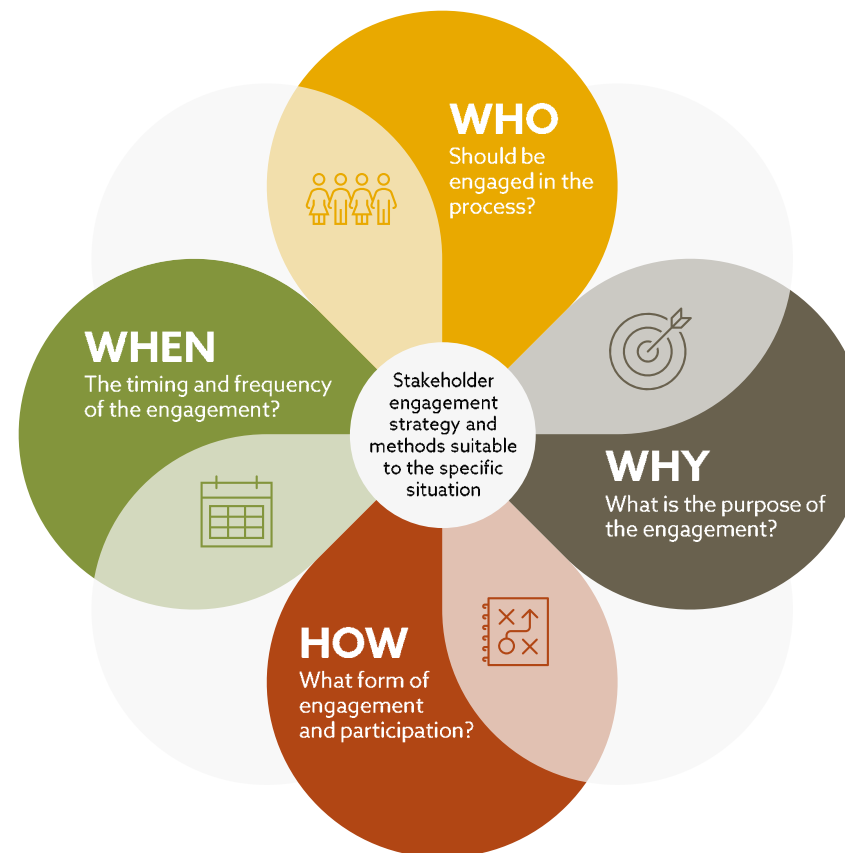 WHO
Should be
engaged in the
process?
WHEN
The timing and frequency
of the engagement?
Stakeholder
engagement
strategy and
methods suitable
to the specific
situation
WHY
What is the purpose of
the engagement?
HOW
What form of
engagement
and participation?